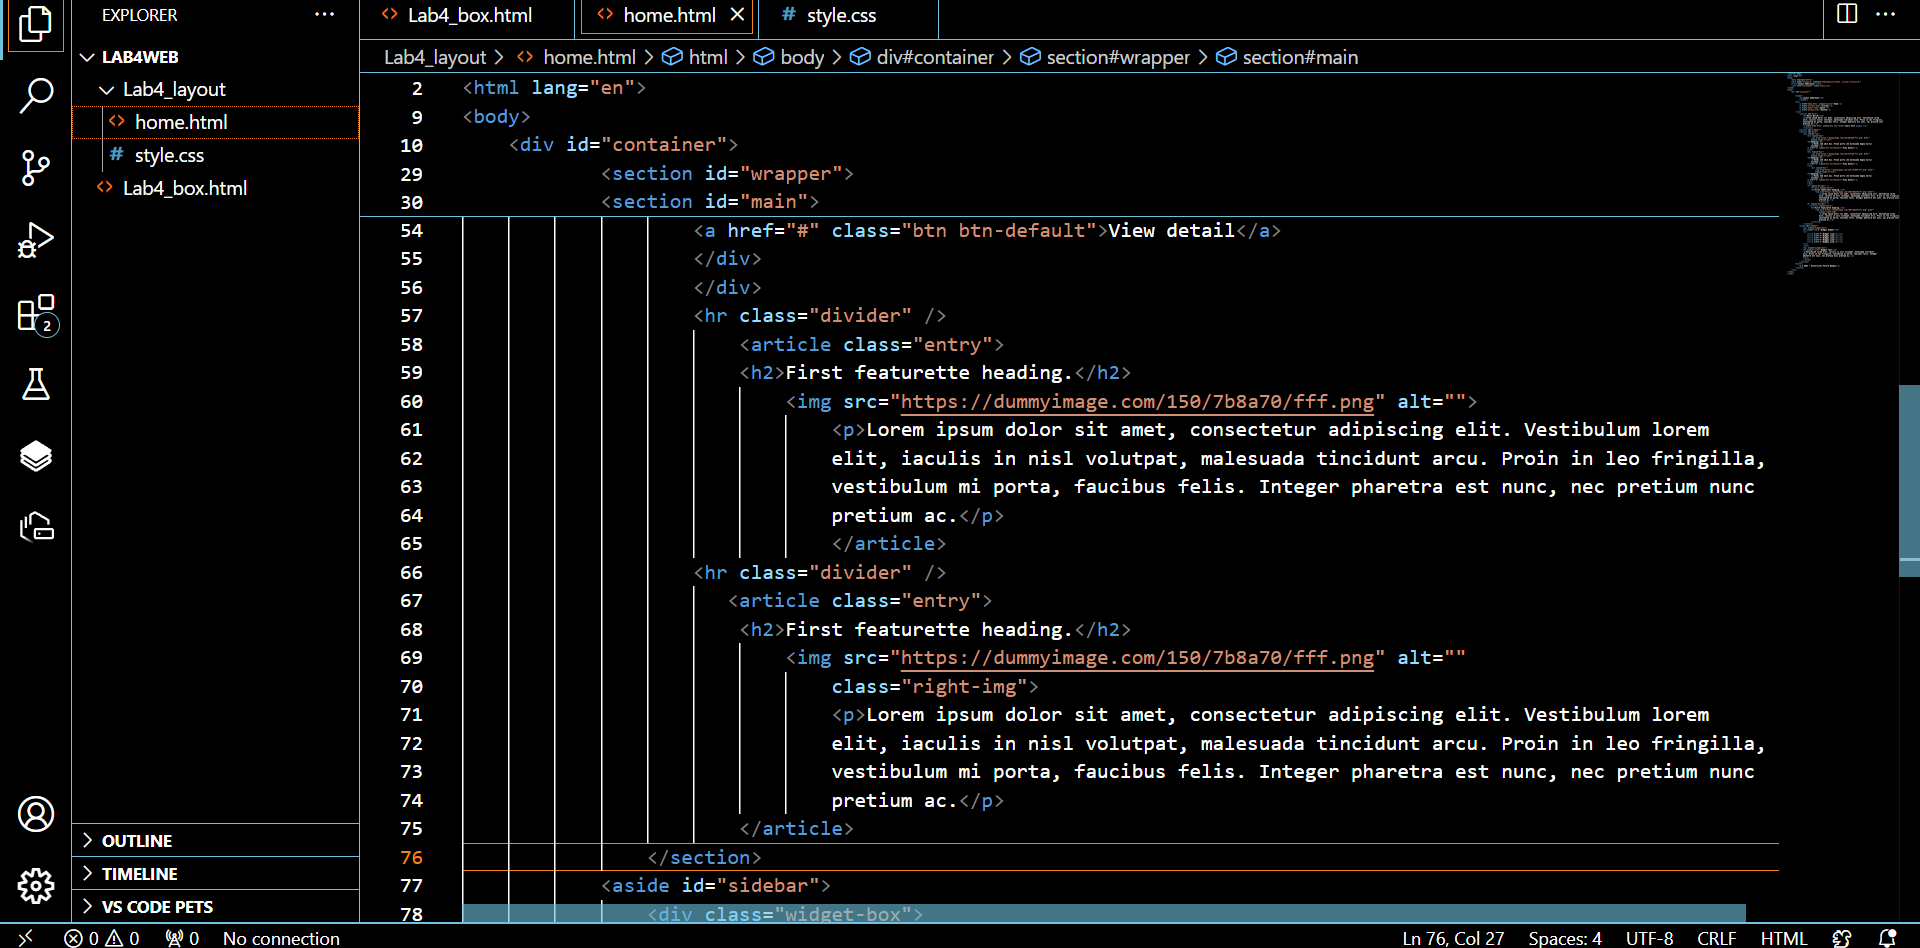 EXPLORER
LAB4WEB
Lab4_layout
home.html
style.css
Lab4_box.html
OUTLINE
TIMELINE
VS CODE PETS
2
Lab4_box.html
home.html
style.css
Lab4_layout > home.html > html > body > div#container > section#wrapper > section#main
2 <html lang="en">
9 <body>
10 <div id="container">
29 <section id="wrapper">
30 <section id="main">
54 <a href="#" class="btn btn-default">View detail</a>
55 </div>
56 </div>
57 <hr class="divider" />
58 <article class="entry">
59 <h2>First featurette heading.</h2>
60 <img src="https://dummyimage.com/150/7b8a70/fff.png" alt="">
61 <p>Lorem ipsum dolor sit amet, consectetur adipiscing elit. Vestibulum lorem
62 elit, iaculis in nisl volutpat, malesuada tincidunt arcu. Proin in leo fringilla,
63 vestibulum mi porta, faucibus felis. Integer pharetra est nunc, nec pretium nunc
64 pretium ac.</p>
65 </article>
66 <hr class="divider" />
67 <article class="entry">
68 <h2>First featurette heading.</h2>
69 <img src="https://dummyimage.com/150/7b8a70/fff.png" alt=""
70 class="right-img">
71 <p>Lorem ipsum dolor sit amet, consectetur adipiscing elit. Vestibulum lorem
72 elit, iaculis in nisl volutpat, malesuada tincidunt arcu. Proin in leo fringilla,
73 vestibulum mi porta, faucibus felis. Integer pharetra est nunc, nec pretium nunc
74 pretium ac.</p>
75 </article>
76 </section>
77 <aside id="sidebar">
78 <div class="widget-box">
0 0 0 No connection Ln 76, Col 27 Spaces: 4 UTF-8 CRLF HTML